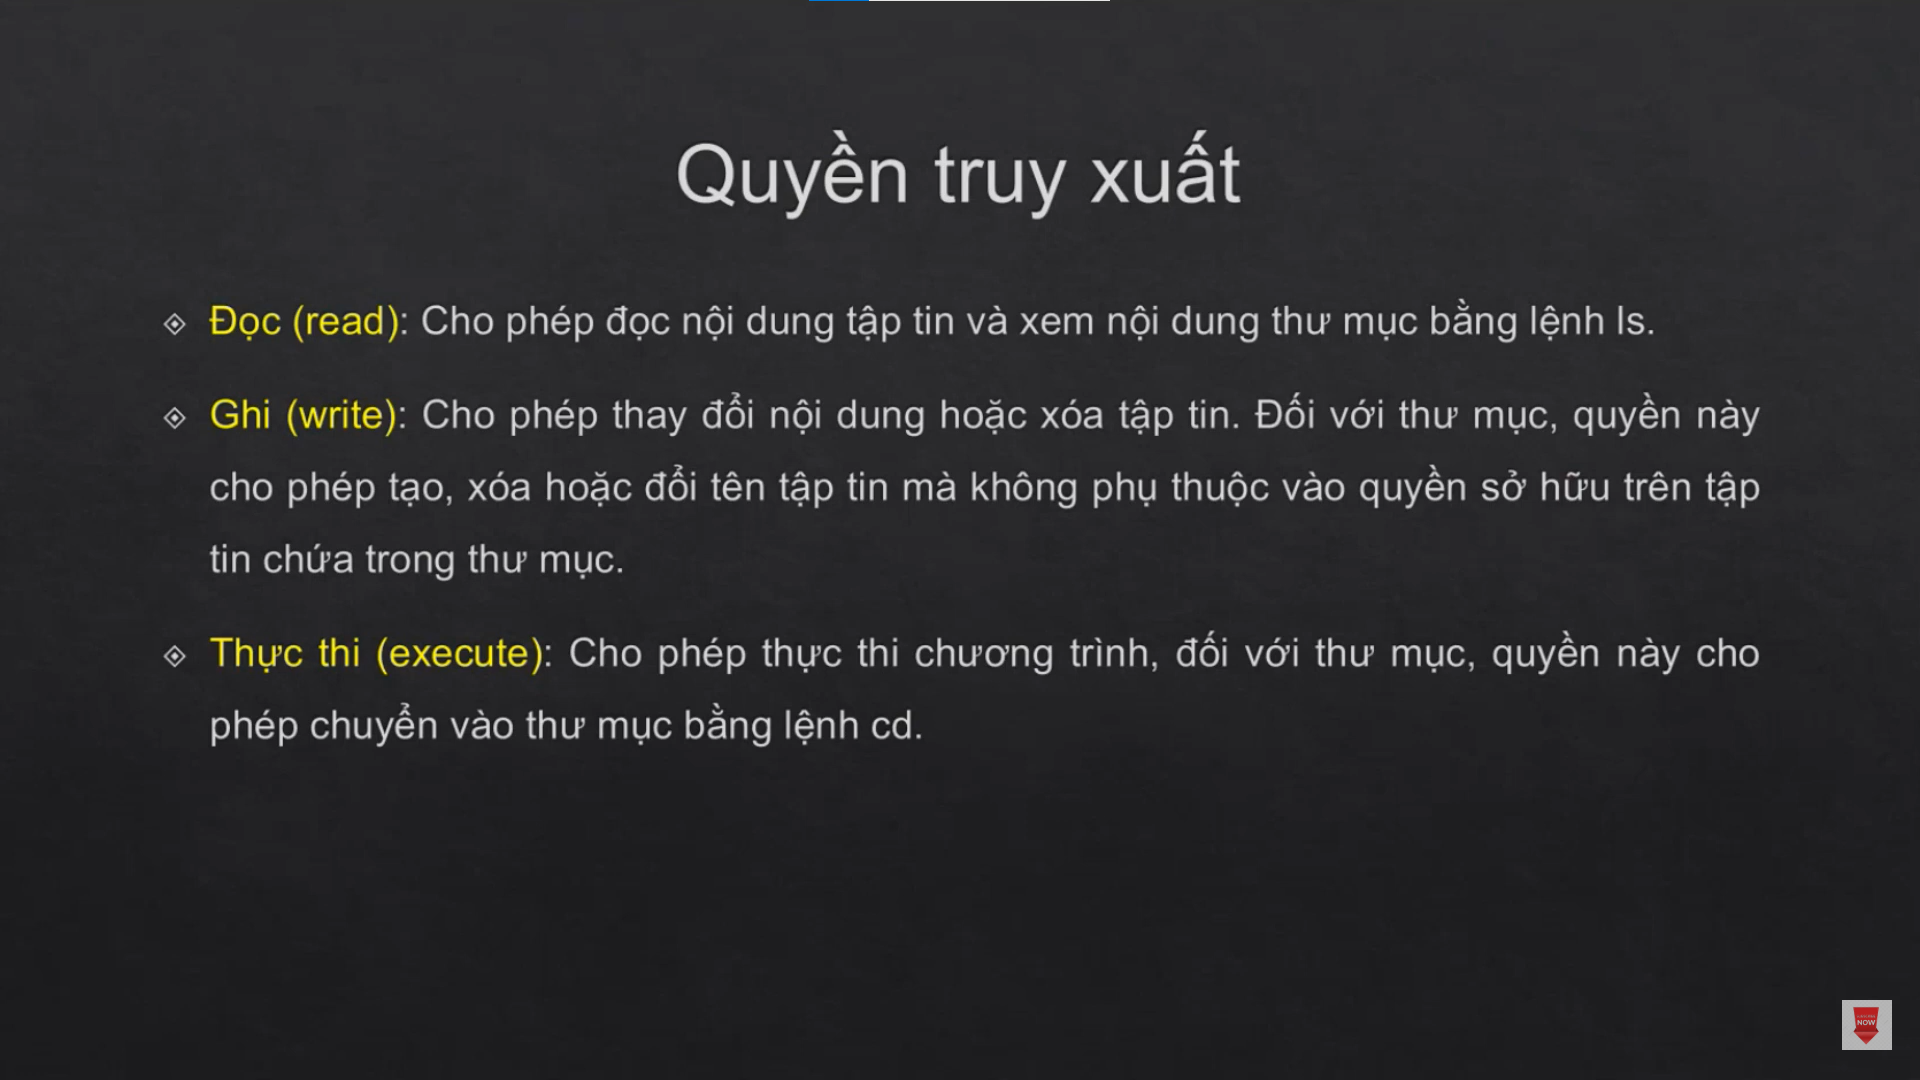 Quyền truy xuất
Đọc (read): Cho phép đọc nội dung tập tin và xem nội dung thư mục bằng lệnh ls.
Ghi (write): Cho phép thay đổi nội dung hoặc xóa tập tin. Đối với thư mục, quyền này
cho phép tạo, xóa hoặc đổi tên tập tin mà không phụ thuộc vào quyền sở hữu trên tập
tin chứa trong thư mục.
Thực thi (execute): Cho phép thực thi chương trình, đối với thư mục, quyền này cho
phép chuyển vào thư mục bằng lệnh cd.
NOW